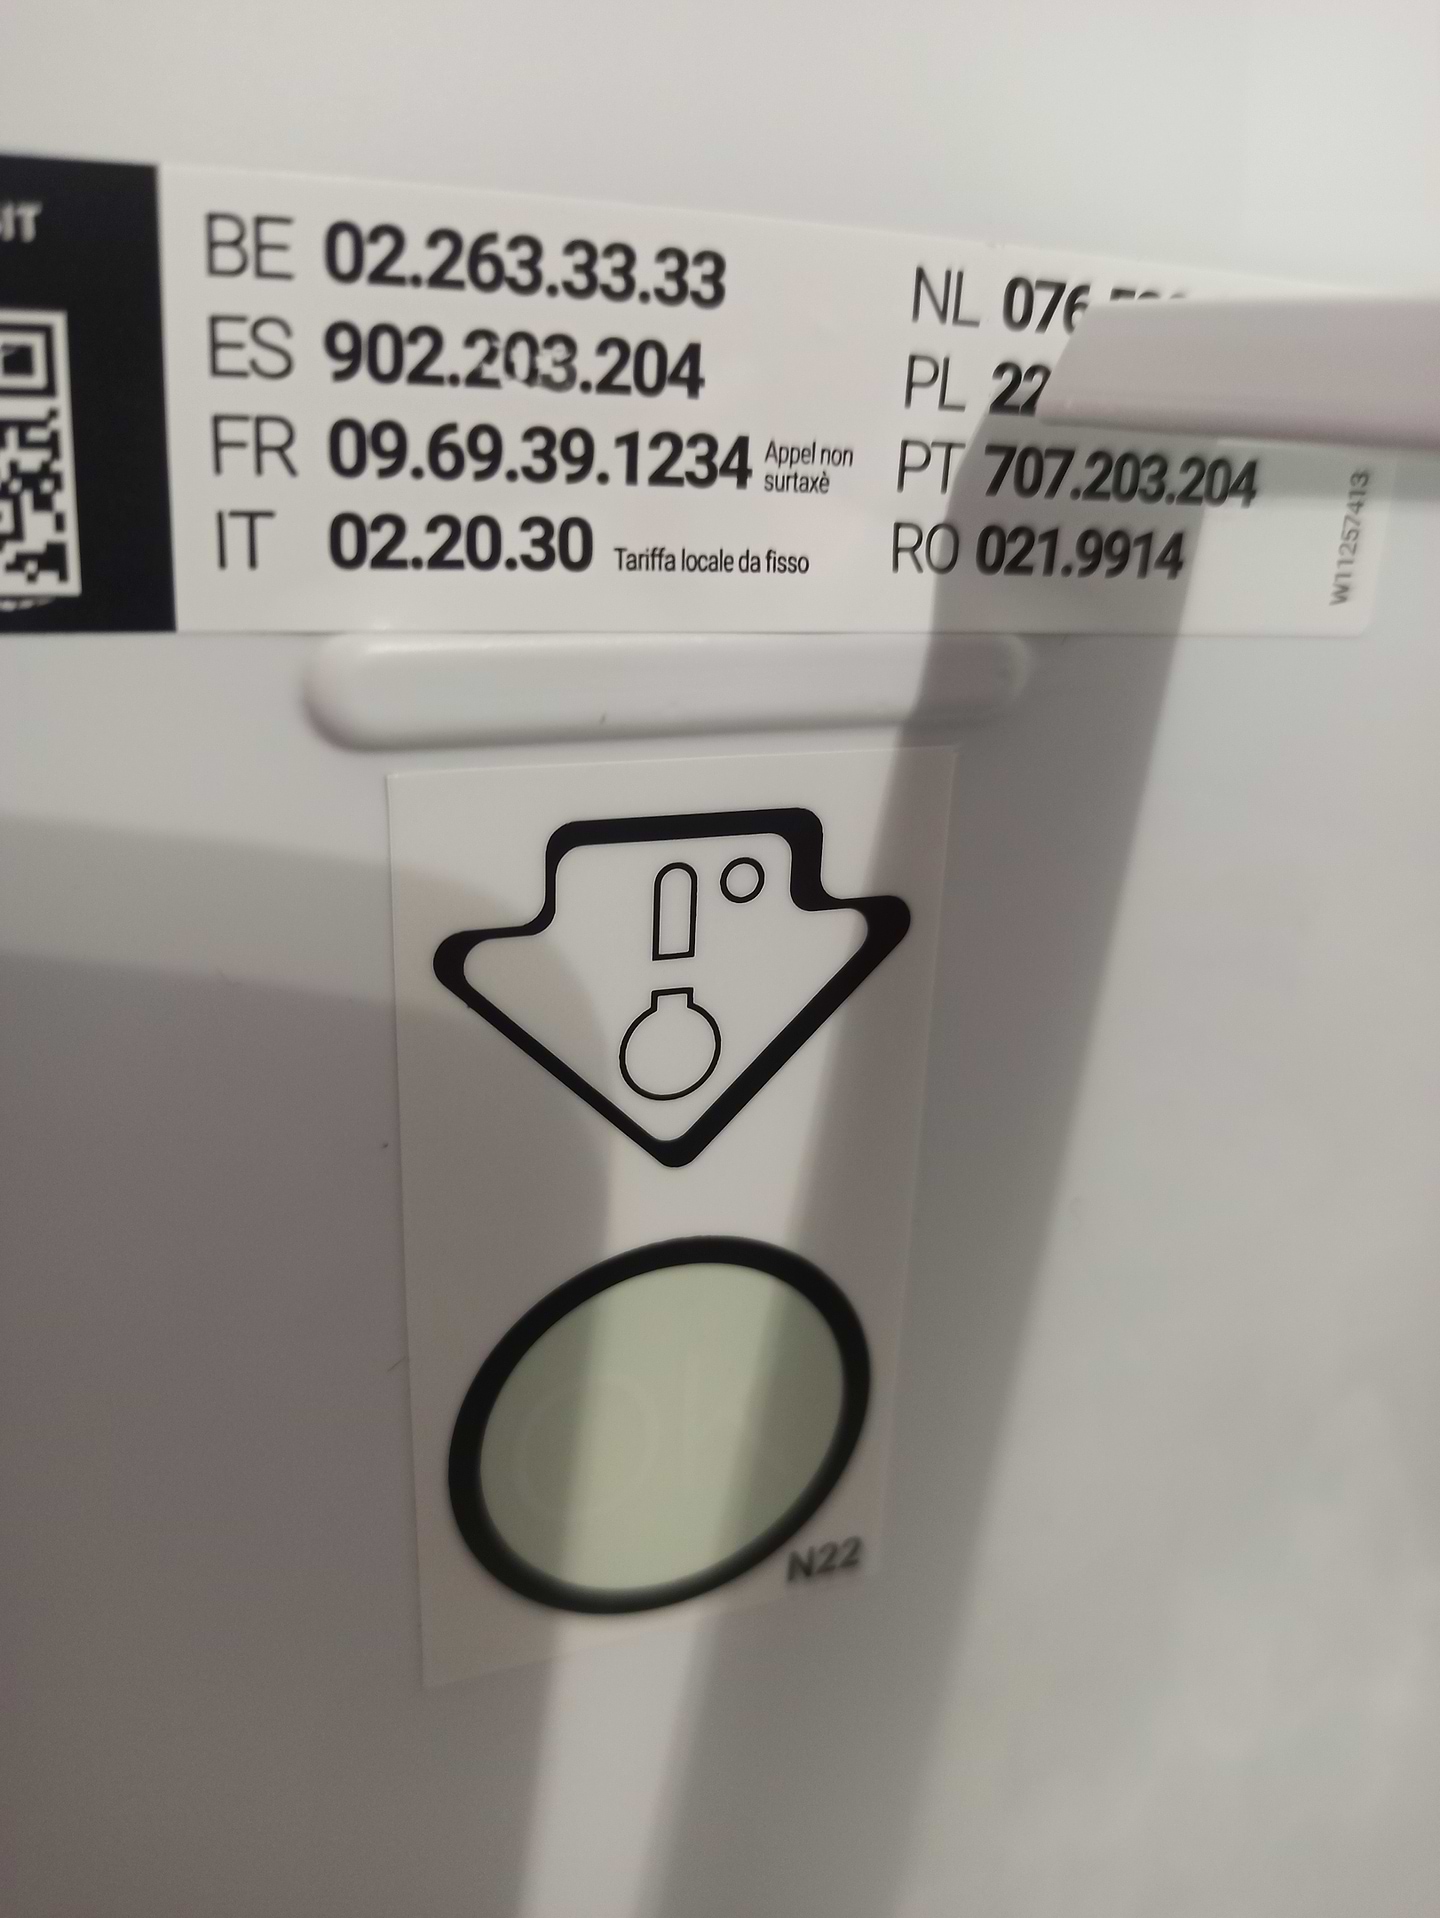 BE 02.263.33.33
ES 902.203.204
FR 09.69.39.1234 Appel non surtaxè
IT 02.20.30 Tariffa locale da fisso
NL 076
PL 22
PT 707.203.204
RO 021.9914
W11257413
N22